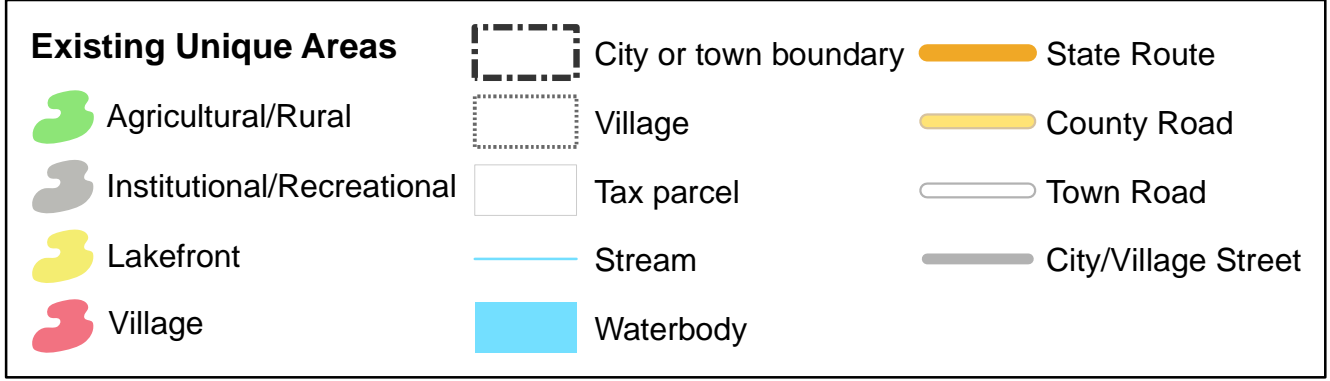 Existing Unique Areas
Agricultural/Rural
Institutional/Recreational
Lakefront
Village
City or town boundary
Village
Tax parcel
Stream
Waterbody
State Route
County Road
Town Road
City/Village Street